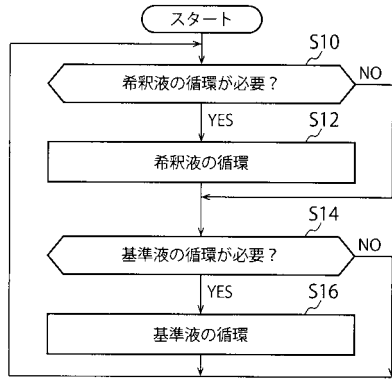 スタート
S10
希釈液の循環が必要?
NO
YES
S12
希釈液の循環
S14
基準液の循環が必要?
NO
YES
S16
基準液の循環